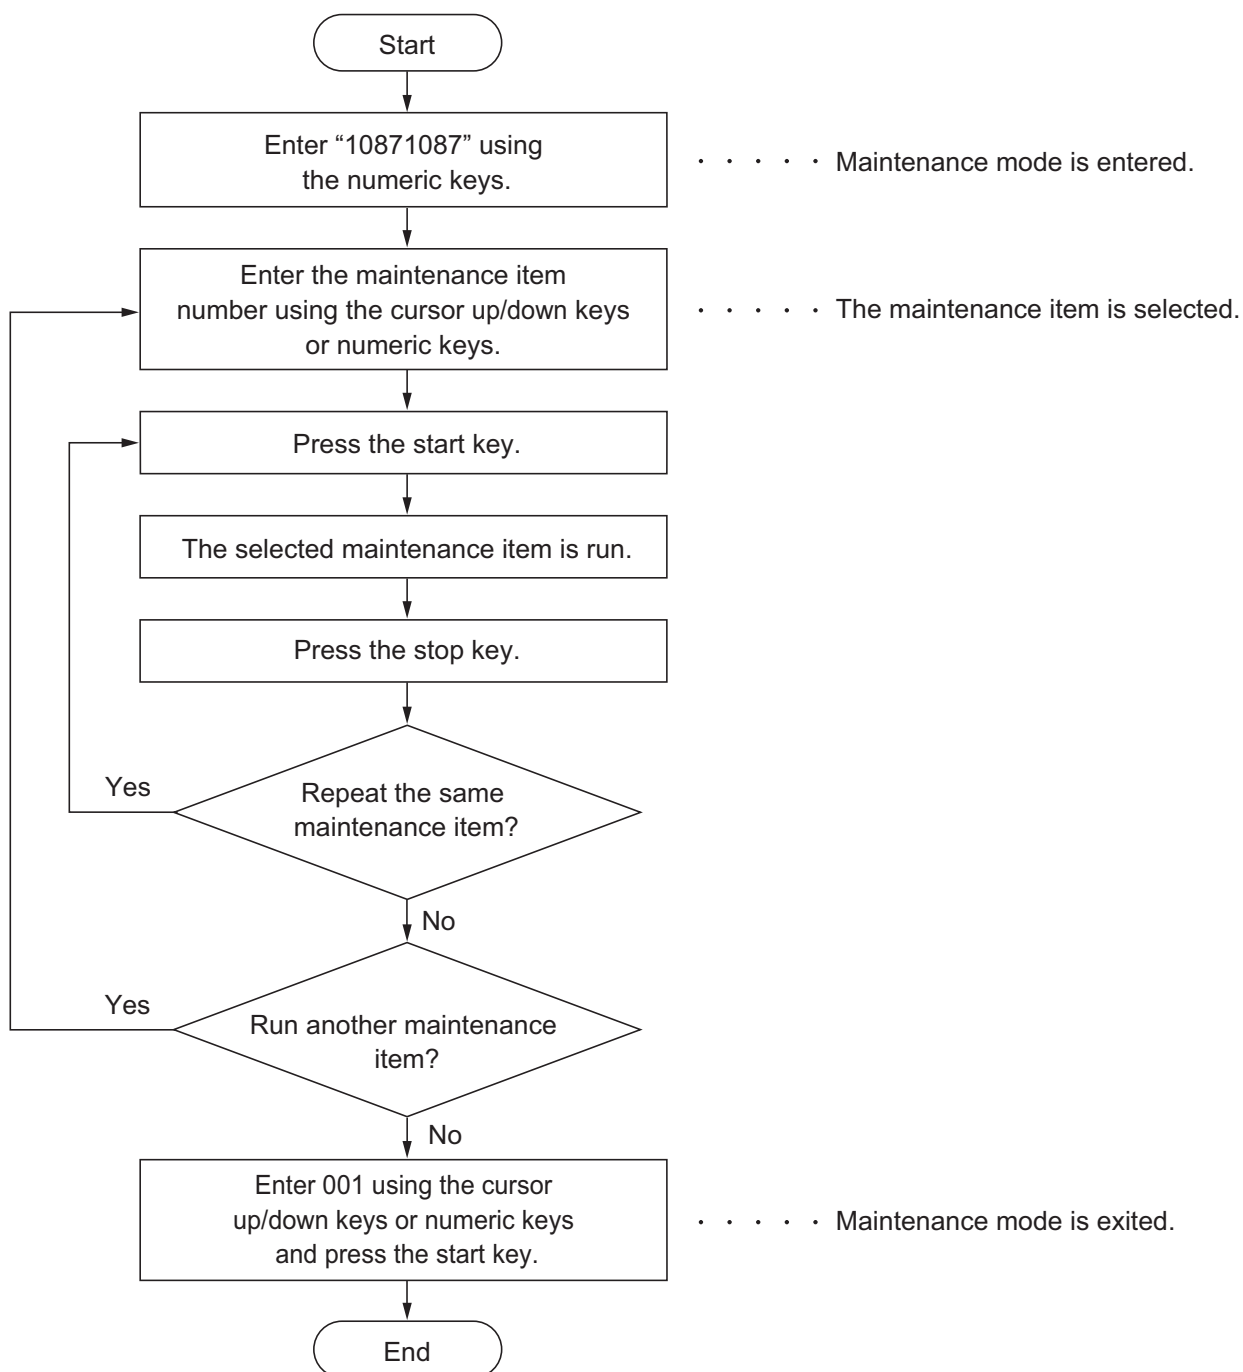 Start
Enter “10871087” using
the numeric keys.
· · · · · Maintenance mode is entered.
Enter the maintenance item
number using the cursor up/down keys
or numeric keys.
· · · · · The maintenance item is selected.
Press the start key.
The selected maintenance item is run.
Press the stop key.
Yes
Repeat the same
maintenance item?
No
Yes
Run another maintenance
item?
No
Enter 001 using the cursor
up/down keys or numeric keys
and press the start key.
· · · · · Maintenance mode is exited.
End